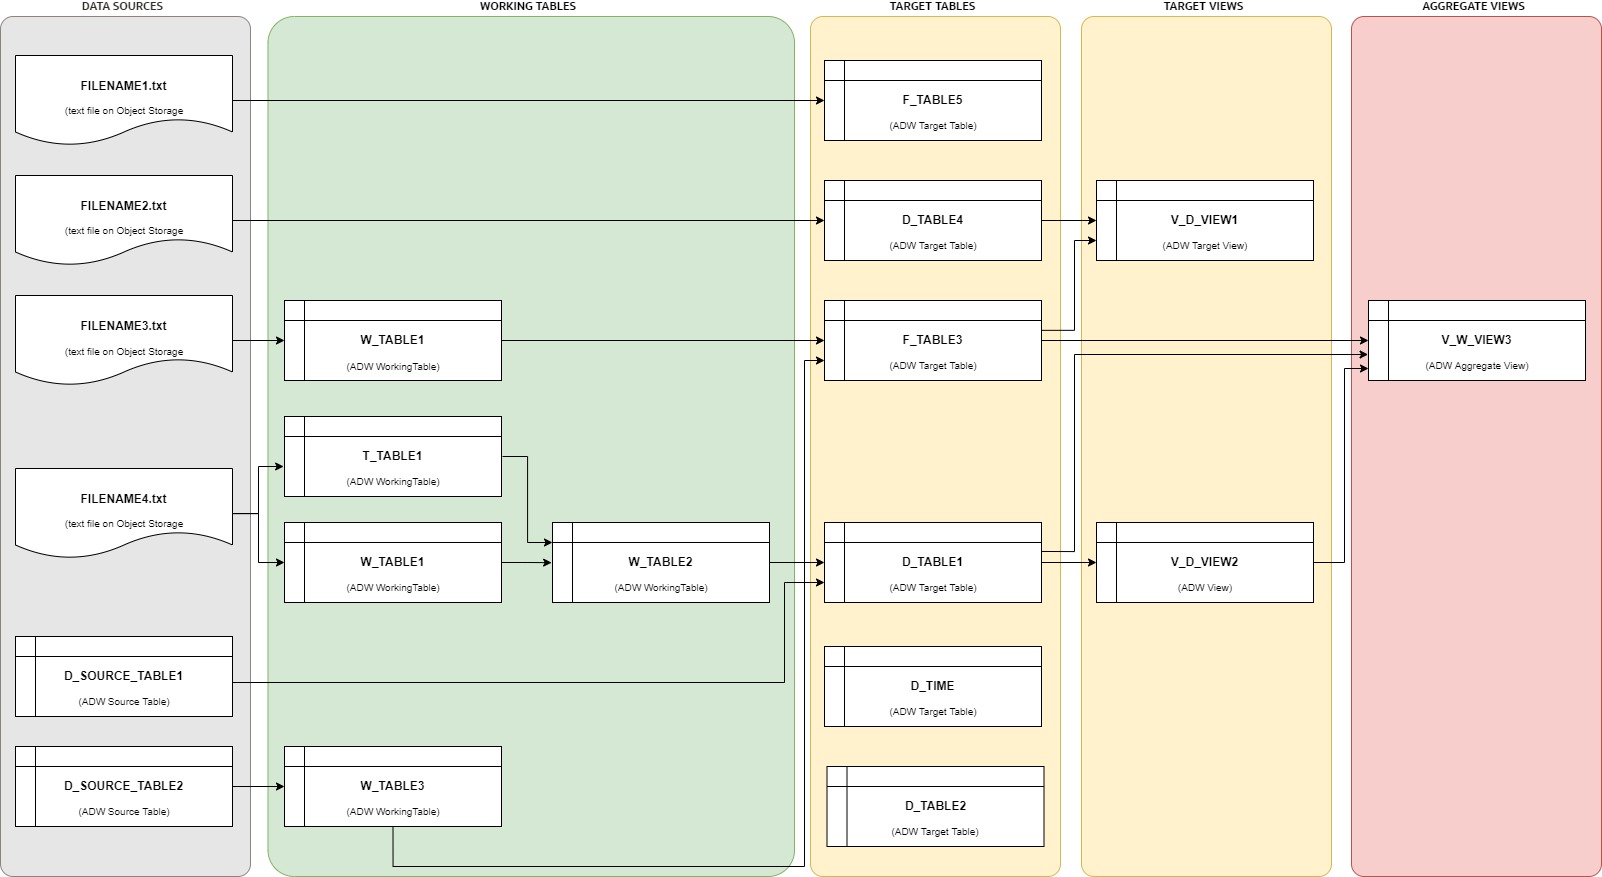 DATA SOURCES
WORKING TABLES
TARGET TABLES
TARGET VIEWS
AGGREGATE VIEWS
FILENAME1.txt
(text file on Object Storage
F_TABLE5
(ADW Target Table)
FILENAME2.txt
(text file on Object Storage
D_TABLE4
(ADW Target Table)
V_D_VIEW1
(ADW Target View)
FILENAME3.txt
(text file on Object Storage
W_TABLE1
(ADW WorkingTable)
F_TABLE3
(ADW Target Table)
V_W_VIEW3
(ADW Aggregate View)
T_TABLE1
(ADW WorkingTable)
FILENAME4.txt
(text file on Object Storage
W_TABLE1
(ADW WorkingTable)
W_TABLE2
(ADW WorkingTable)
D_TABLE1
(ADW Target Table)
V_D_VIEW2
(ADW View)
D_SOURCE_TABLE1
(ADW Source Table)
D_TIME
(ADW Target Table)
D_SOURCE_TABLE2
(ADW Source Table)
W_TABLE3
(ADW WorkingTable)
D_TABLE2
(ADW Target Table)